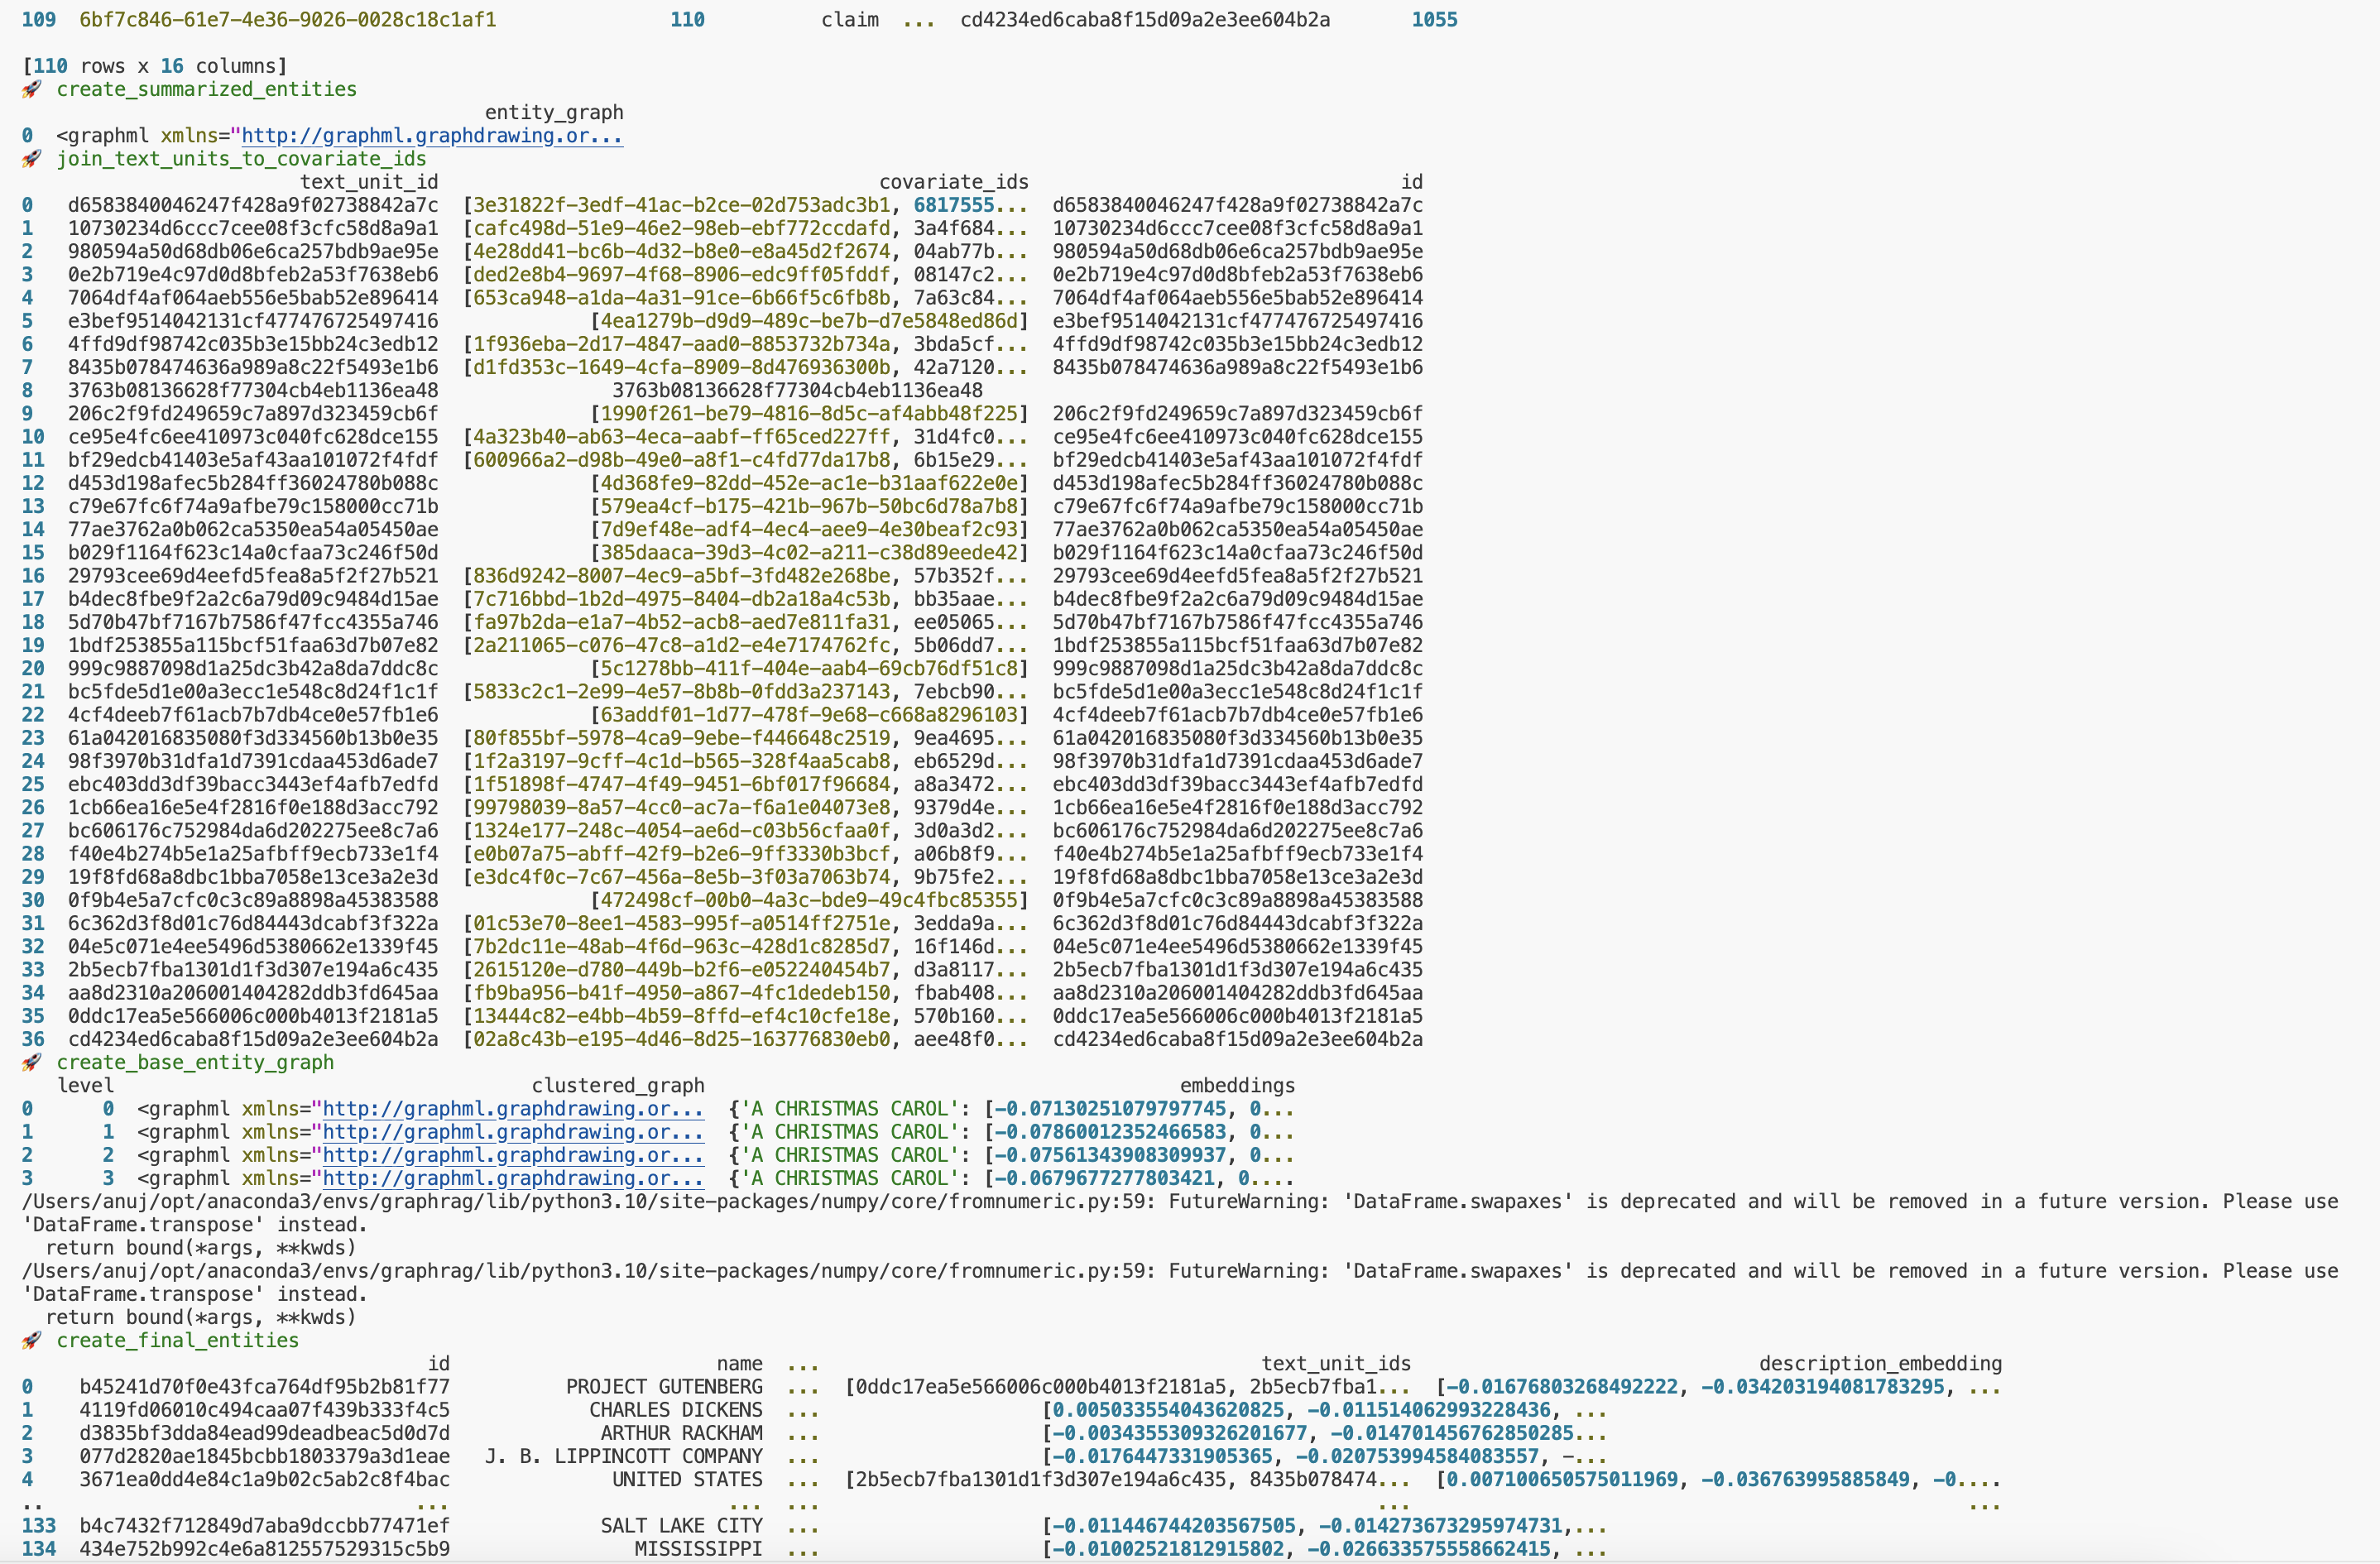 109 6bf7c846-61e7-4e36-9026-0028c18c1af1 110 claim ... cd4234ed6caba8f15d09a2e3ee604b2a 1055
[110 rows x 16 columns]
🚀 create_summarized_entities
entity_graph
0 <graphml xmlns="http://graphml.graphdrawing.or...
🚀 join_text_units_to_covariate_ids
text_unit_id covariate_ids id
0 d6583840046247f428a9f02738842a7c [3e31822f-3edf-41ac-b2ce-02d753adc3b1, 6817555... d6583840046247f428a9f02738842a7c
1 10730234d6ccc7cee08f3cfc58d8a9a1 [cafc498d-51e9-46e2-98eb-ebf772ccdafd, 3a4f684... 10730234d6ccc7cee08f3cfc58d8a9a1
2 980594a50d68db06e6ca257bdb9ae95e [4e28dd41-bc6b-4d32-b8e0-e8a45d2f2674, 04ab77b... 980594a50d68db06e6ca257bdb9ae95e
3 0e2b719e4c97d0d8bfeb2a53f7638eb6 [ded2e8b4-9697-4f68-8906-edc9ff05fddf, 08147c2... 0e2b719e4c97d0d8bfeb2a53f7638eb6
4 7064df4af064aeb556e5bab52e896414 [653ca948-a1da-4a31-91ce-6b66f5c6fb8b, 7a63c84... 7064df4af064aeb556e5bab52e896414
5 e3bef9514042131cf477476725497416 [4ea1279b-d9d9-489c-be7b-d7e5848ed86d] e3bef9514042131cf477476725497416
6 4ffd9df98742c035b3e15bb24c3edb12 [1f936eba-2d17-4847-aad0-8853732b734a, 3bda5cf... 4ffd9df98742c035b3e15bb24c3edb12
7 8435b078474636a989a8c22f5493e1b6 [d1fd353c-1649-4cfa-8909-8d476936300b, 42a7120... 8435b078474636a989a8c22f5493e1b6
8 3763b08136628f77304cb4eb1136ea48 3763b08136628f77304cb4eb1136ea48
9 206c2f9fd249659c7a897d323459cb6f [1990f261-be79-4816-8d5c-af4abb48f225] 206c2f9fd249659c7a897d323459cb6f
10 ce95e4fc6ee410973c040fc628dce155 [4a323b40-ab63-4eca-aabf-ff65ced227ff, 31d4fc0... ce95e4fc6ee410973c040fc628dce155
11 bf29edcb41403e5af43aa101072f4fdf [600966a2-d98b-49e0-a8f1-c4fd77da17b8, 6b15e29... bf29edcb41403e5af43aa101072f4fdf
12 d453d198afec5b284ff36024780b088c [4d368fe9-82dd-452e-ac1e-b31aaf622e0e] d453d198afec5b284ff36024780b088c
13 c79e67fc6f74a9afbe79c158000cc71b [579ea4cf-b175-421b-967b-50bc6d78a7b8] c79e67fc6f74a9afbe79c158000cc71b
14 77ae3762a0b062ca5350ea54a05450ae [7d9ef48e-adf4-4ec4-aee9-4e30beaf2c93] 77ae3762a0b062ca5350ea54a05450ae
15 b029f1164f623c14a0cfaa73c246f50d [385daaca-39d3-4c02-a211-c38d89eede42] b029f1164f623c14a0cfaa73c246f50d
16 29793cee69d4eefd5fea8a5f2f27b521 [836d9242-8007-4ec9-a5bf-3fd482e268be, 57b352f... 29793cee69d4eefd5fea8a5f2f27b521
17 b4dec8fbe9f2a2c6a79d09c9484d15ae [7c716bbd-1b2d-4975-8404-db2a18a4c53b, bb35aae... b4dec8fbe9f2a2c6a79d09c9484d15ae
18 5d70b47bf7167b7586f47fcc4355a746 [fa97b2da-e1a7-4b52-acb8-aed7e811fa31, ee05065... 5d70b47bf7167b7586f47fcc4355a746
19 1bdf253855a115bcf51faa63d7b07e82 [2a211065-c076-47c8-a1d2-e4e7174762fc, 5b06dd7... 1bdf253855a115bcf51faa63d7b07e82
20 999c9887098d1a25dc3b42a8da7ddc8c [5c1278bb-411f-404e-aab4-69cb76df51c8] 999c9887098d1a25dc3b42a8da7ddc8c
21 bc5fde5d1e00a3ecc1e548c8d24f1c1f [5833c2c1-2e99-4e57-8b8b-0fdd3a237143, 7ebcb90... bc5fde5d1e00a3ecc1e548c8d24f1c1f
22 4cf4deeb7f61acb7b7db4ce0e57fb1e6 [63addf01-1d77-478f-9e68-c668a8296103] 4cf4deeb7f61acb7b7db4ce0e57fb1e6
23 61a042016835080f3d334560b13b0e35 [80f855bf-5978-4ca9-9ebe-f446648c2519, 9ea4695... 61a042016835080f3d334560b13b0e35
24 98f3970b31dfa1d7391cdaa453d6ade7 [1f2a3197-9cff-4c1d-b565-328f4aa5cab8, eb6529d... 98f3970b31dfa1d7391cdaa453d6ade7
25 ebc403dd3df39bacc3443ef4afb7edfd [1f51898f-4747-4f49-9451-6bf017f96684, a8a3472... ebc403dd3df39bacc3443ef4afb7edfd
26 1cb66ea16e5e4f2816f0e188d3acc792 [99798039-8a57-4cc0-ac7a-f6a1e04073e8, 9379d4e... 1cb66ea16e5e4f2816f0e188d3acc792
27 bc606176c752984da6d202275ee8c7a6 [1324e177-248c-4054-ae6d-c03b56cfaa0f, 3d0a3d2... bc606176c752984da6d202275ee8c7a6
28 f40e4b274b5e1a25afbff9ecb733e1f4 [e0b07a75-abff-42f9-b2e6-9ff3330b3bcf, a06b8f9... f40e4b274b5e1a25afbff9ecb733e1f4
29 19f8fd68a8dbc1bba7058e13ce3a2e3d [e3dc4f0c-7c67-456a-8e5b-3f03a7063b74, 9b75fe2... 19f8fd68a8dbc1bba7058e13ce3a2e3d
30 0f9b4e5a7cfc0c3c89a8898a45383588 [472498cf-00b0-4a3c-bde9-49c4fbc85355] 0f9b4e5a7cfc0c3c89a8898a45383588
31 6c362d3f8d01c76d84443dcabf3f322a [01c53e70-8ee1-4583-995f-a0514ff2751e, 3edda9a... 6c362d3f8d01c76d84443dcabf3f322a
32 04e5c071e4ee5496d5380662e1339f45 [7b2dc11e-48ab-4f6d-963c-428d1c8285d7, 16f146d... 04e5c071e4ee5496d5380662e1339f45
33 2b5ecb7fba1301d1f3d307e194a6c435 [2615120e-d780-449b-b2f6-e052240454b7, d3a8117... 2b5ecb7fba1301d1f3d307e194a6c435
34 aa8d2310a206001404282ddb3fd645aa [fb9ba956-b41f-4950-a867-4fc1dedeb150, fbab408... aa8d2310a206001404282ddb3fd645aa
35 0ddc17ea5e566006c000b4013f2181a5 [13444c82-e4bb-4b59-8ffd-ef4c10cfe18e, 570b160... 0ddc17ea5e566006c000b4013f2181a5
36 cd4234ed6caba8f15d09a2e3ee604b2a [02a8c43b-e195-4d46-8d25-163776830eb0, aee48f0... cd4234ed6caba8f15d09a2e3ee604b2a
🚀 create_base_entity_graph
level clustered_graph embeddings
0 0 <graphml xmlns="http://graphml.graphdrawing.or... {'A CHRISTMAS CAROL': [-0.07130251079797745, 0...
1 1 <graphml xmlns="http://graphml.graphdrawing.or... {'A CHRISTMAS CAROL': [-0.07860012352466583, 0...
2 2 <graphml xmlns="http://graphml.graphdrawing.or... {'A CHRISTMAS CAROL': [-0.07561343908309937, 0...
3 3 <graphml xmlns="http://graphml.graphdrawing.or... {'A CHRISTMAS CAROL': [-0.0679677277803421, 0....
/Users/anuj/opt/anaconda3/envs/graphrag/lib/python3.10/site-packages/numpy/core/fromnumeric.py:59: FutureWarning: 'DataFrame.swapaxes' is deprecated and will be removed in a future version. Please use
'DataFrame.transpose' instead.
return bound(*args, **kwds)
/Users/anuj/opt/anaconda3/envs/graphrag/lib/python3.10/site-packages/numpy/core/fromnumeric.py:59: FutureWarning: 'DataFrame.swapaxes' is deprecated and will be removed in a future version. Please use
'DataFrame.transpose' instead.
return bound(*args, **kwds)
🚀 create_final_entities
id name ... text_unit_ids description_embedding
0 b45241d70f0e43fca764df95b2b81f77 PROJECT GUTENBERG ... [0ddc17ea5e566006c000b4013f2181a5, 2b5ecb7fba1... [-0.01676803268492222, -0.034203194081783295, ...
1 4119fd06010c494caa07f439b333f4c5 CHARLES DICKENS ... [0.005033554043620825, -0.011514062993228436, ...
2 d3835bf3dda84ead99deadbeac5d0d7d ARTHUR RACKHAM ... [-0.0034355309326201677, -0.014701456762850285...
3 077d2820ae1845bcbb1803379a3d1eae J. B. LIPPINCOTT COMPANY ... [-0.0176447331905365, -0.020753994584083557, -...
4 3671ea0dd4e84c1a9b02c5ab2c8f4bac UNITED STATES ... [2b5ecb7fba1301d1f3d307e194a6c435, 8435b078474... [0.007100650575011969, -0.036763995885849, -0....
.. ... ... ... ... ...
133 b4c7432f712849d7aba9dccbb77471ef SALT LAKE CITY ... [-0.011446744203567505, -0.014273673295974731,...
134 434e752b992c4e6a812557529315c5b9 MISSISSIPPI ... [-0.01002521812915802, -0.026633575558662415, ...